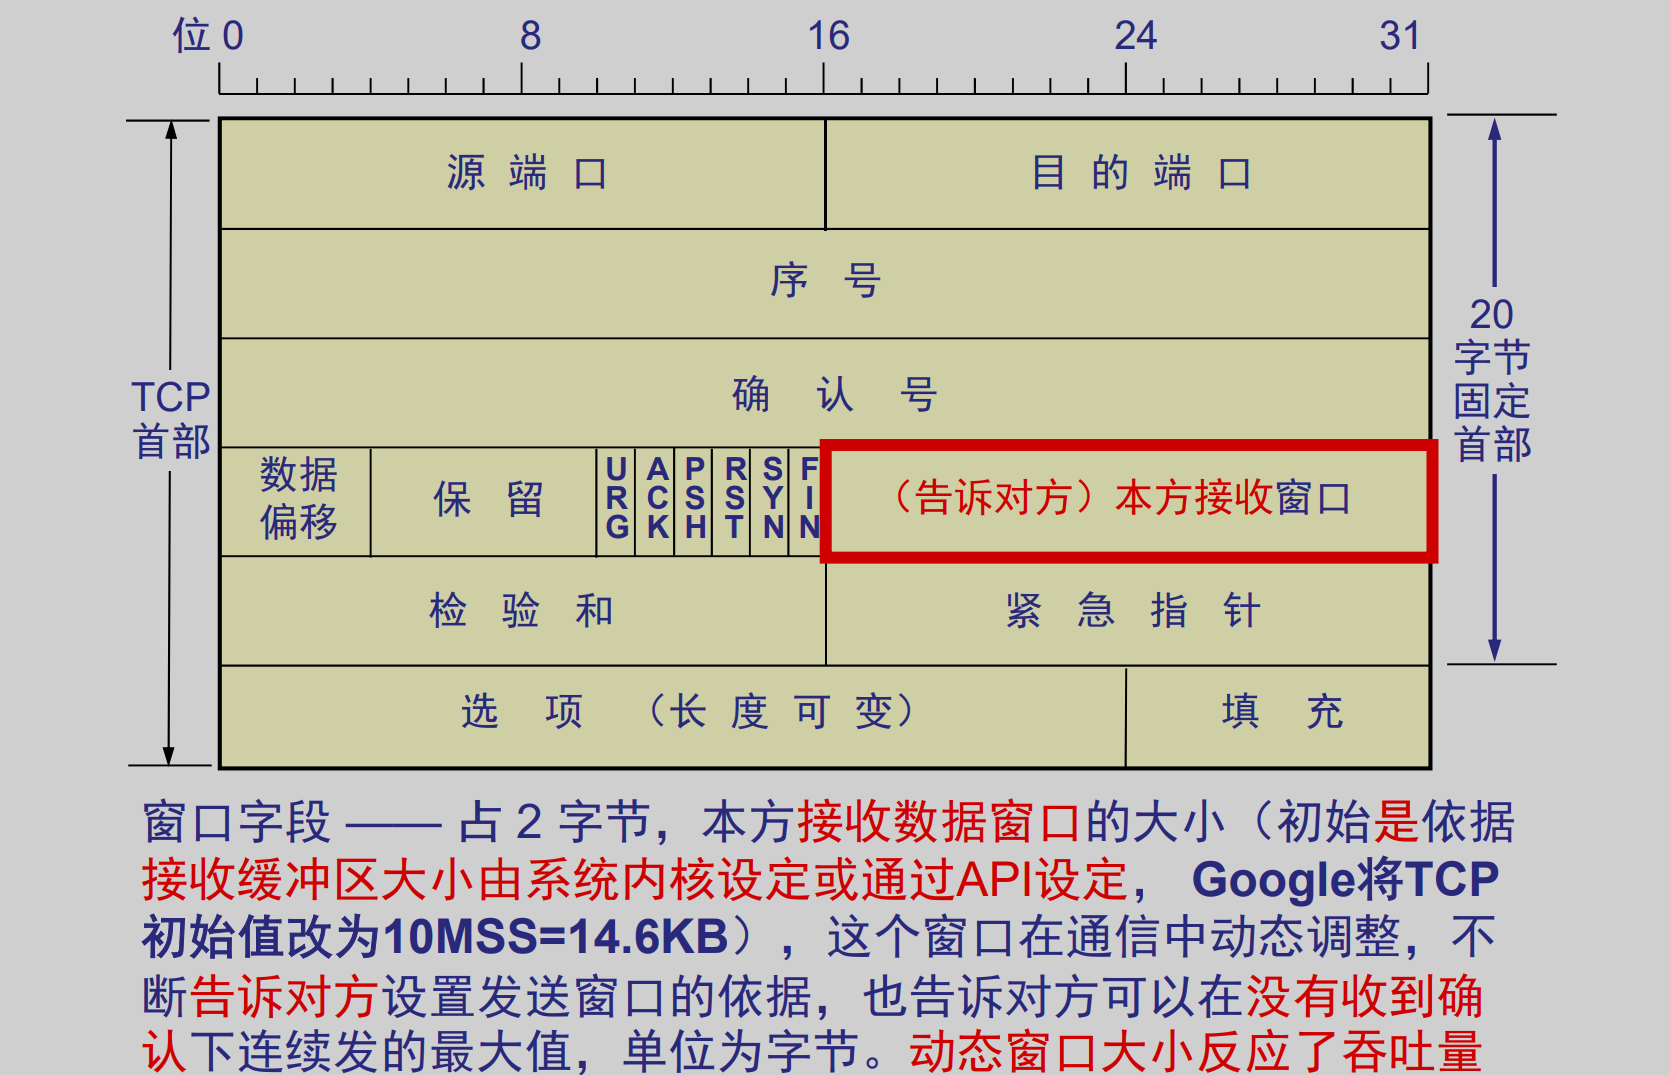 位 0 8 16 24 31
源 端 口 目 的 端 口
序 号
确 认 号
TCP
首部
20
字节
固定
首部
数据
偏移
保 留
URG ACK PSH RST SYN FIN
（告诉对方）本方接收窗口
检 验 和 紧 急 指 针
选 项 （长 度 可 变） 填 充
窗口字段 —— 占 2 字节，本方接收数据窗口的大小（初始是依据
接收缓冲区大小由系统内核设定或通过API设定， Google将TCP
初始值改为10MSS=14.6KB），这个窗口在通信中动态调整，不
断告诉对方设置发送窗口的依据，也告诉对方可以在没有收到确
认下连续发的最大值，单位为字节。动态窗口大小反应了吞吐量